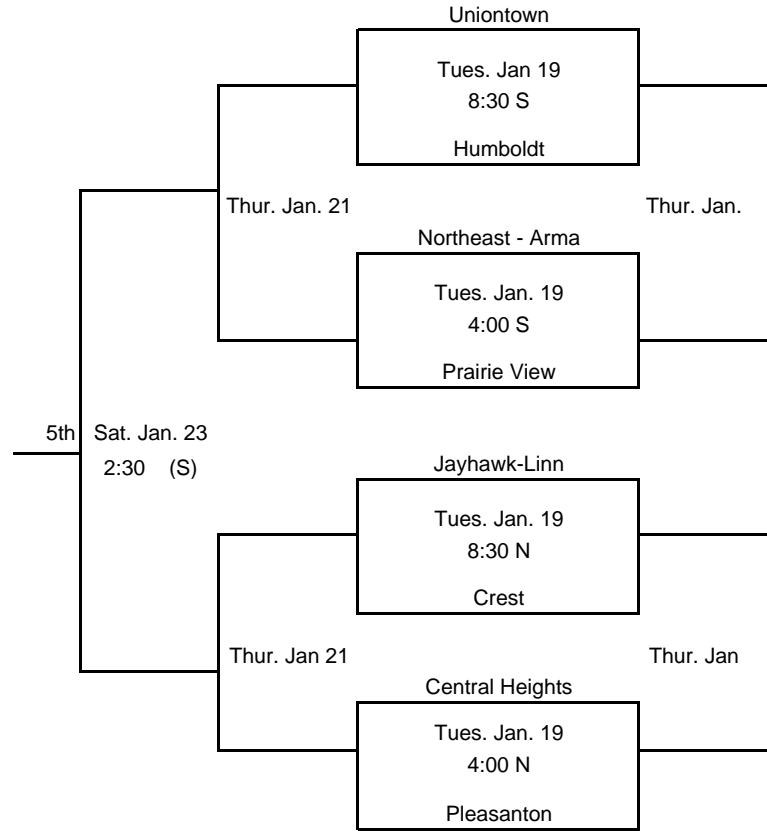 Uniontown
Tues. Jan 19
8:30 S
Humboldt
Thur. Jan. 21
Thur. Jan.
Northeast - Arma
Tues. Jan. 19
4:00 S
Prairie View
5th
Sat. Jan. 23
2:30 (S)
Jayhawk-Linn
Tues. Jan. 19
8:30 N
Crest
Thur. Jan 21
Thur. Jan
Central Heights
Tues. Jan. 19
4:00 N
Pleasanton